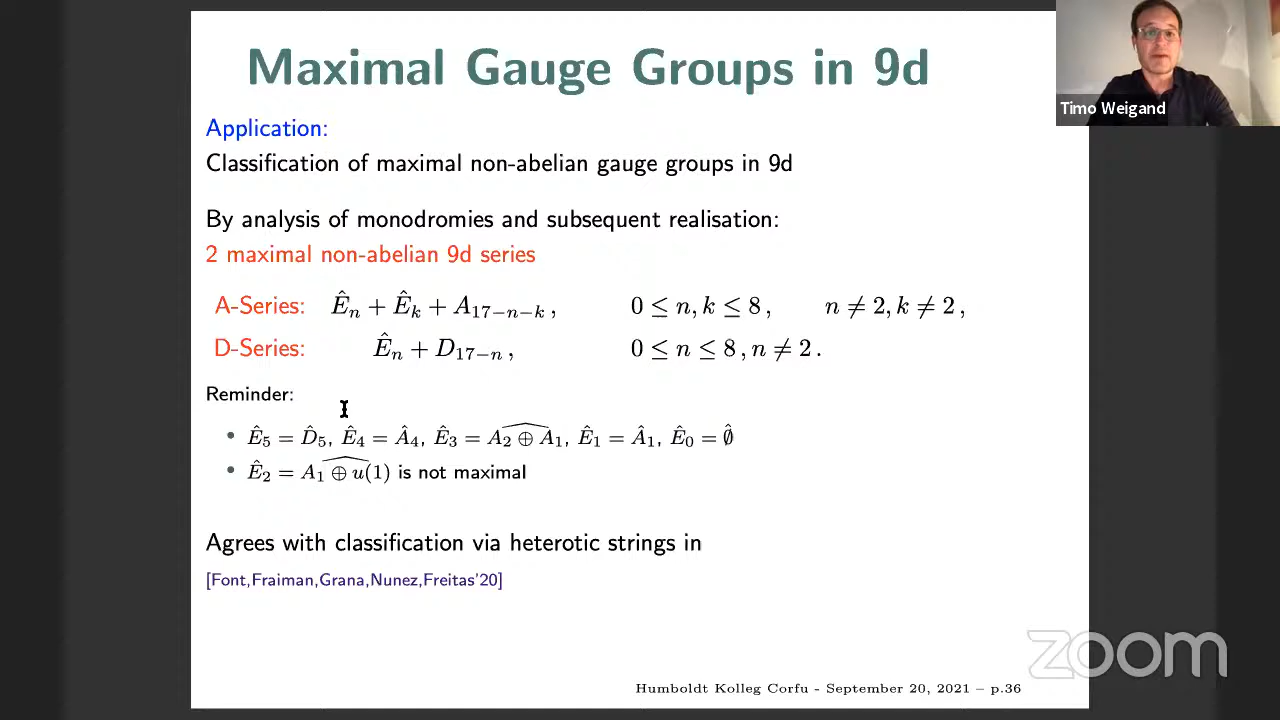 Maximal Gauge Groups in 9d
Timo Weigand
Application:
Classification of maximal non-abelian gauge groups in 9d
By analysis of monodromies and subsequent realisation:
2 maximal non-abelian 9d series
A-Series: Ê_n + Ê_k + A_{17−n−k} , 0 ≤ n, k ≤ 8 , n ≠ 2, k ≠ 2 ,
D-Series: Ê_n + D_{17−n} , 0 ≤ n ≤ 8 , n ≠ 2 .
Reminder:
• Ê_5 = D̂_5, Ê_4 = Â_4, Ê_3 = \widehat{A_2 ⊕ A_1}, Ê_1 = Â_1, Ê_0 = \hat{∅}
• Ê_2 = \widehat{A_1 ⊕ u(1)} is not maximal
Agrees with classification via heterotic strings in
[Font,Fraiman,Grana,Nunez,Freitas'20]
zoom
Humboldt Kolleg Corfu - September 20, 2021 – p.36